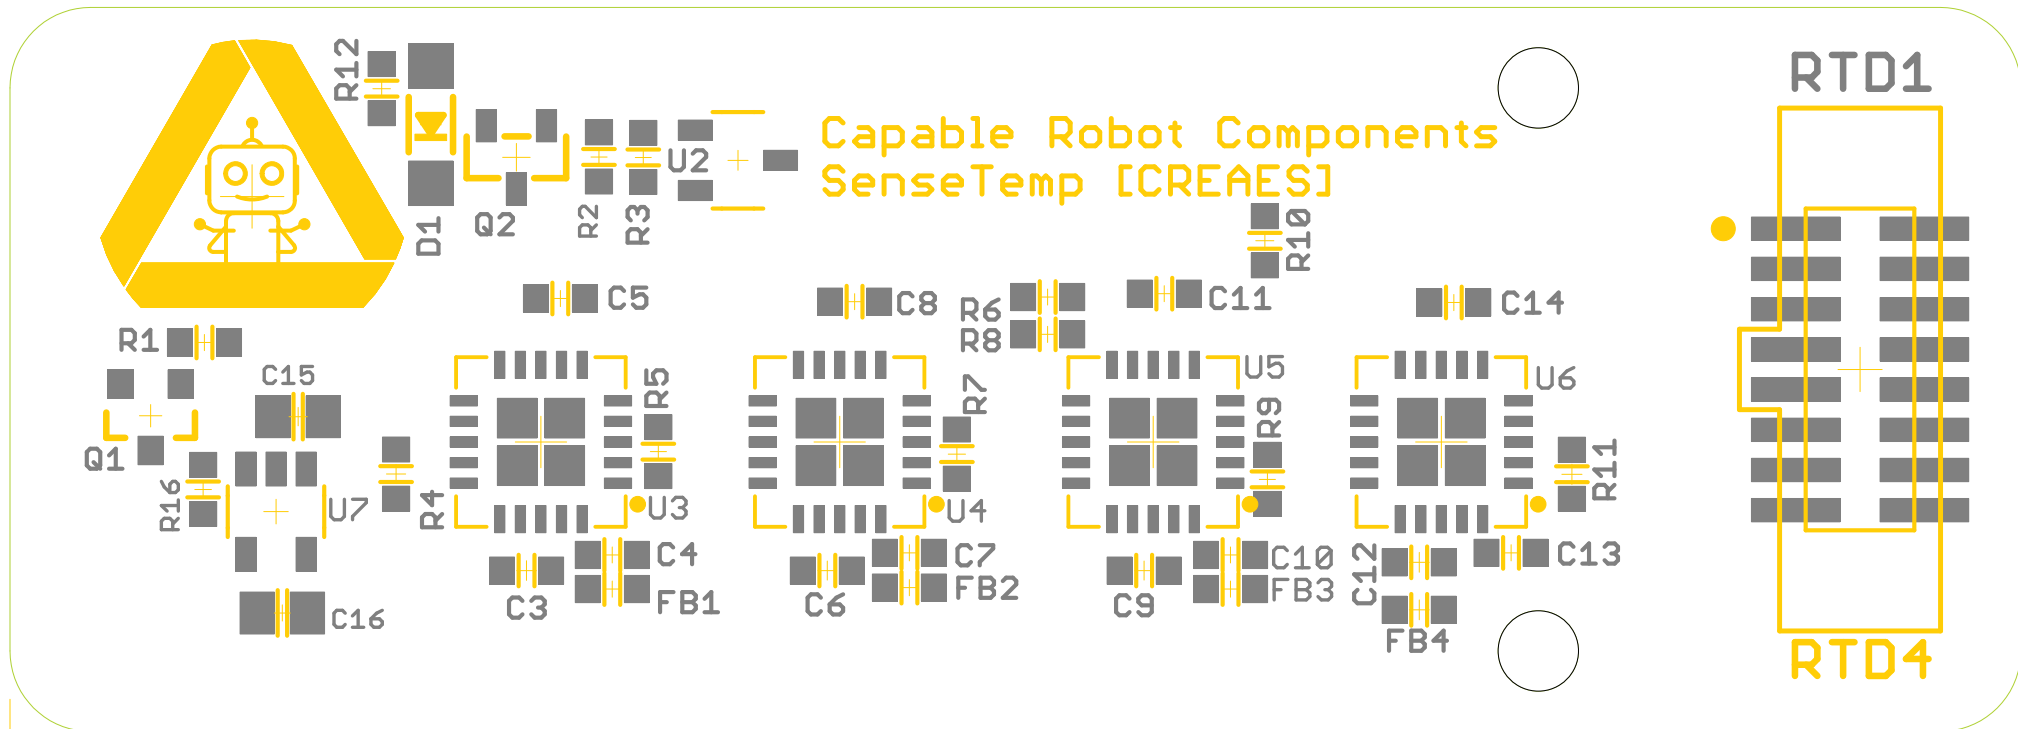 R12
RTD1
Capable Robot Components
SenseTemp [CREAES]
U2
D1
Q2
R2
R3
R10
C5
C8
R6
R8
C11
C14
R1
C15
R5
R7
U5
U6
R9
Q1
R16
U7
R4
U3
U4
R11
C4
C7
C10
C13
C12
C3
FB1
C6
FB2
C9
FB3
C16
FB4
RTD4